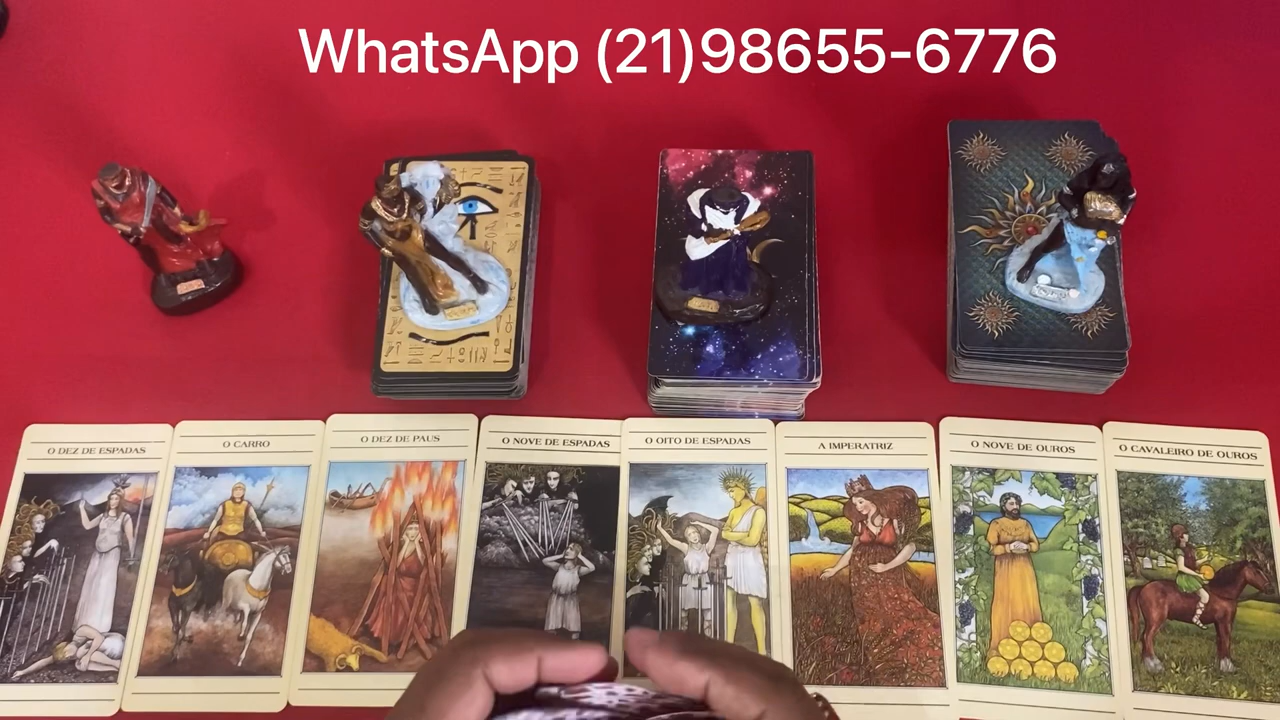 WhatsApp (21)98655-6776
O DEZ DE ESPADAS
O CARRO
O DEZ DE PAUS
O NOVE DE ESPADAS
O OITO DE ESPADAS
A IMPERATRIZ
O NOVE DE OUROS
O CAVALEIRO DE OUROS